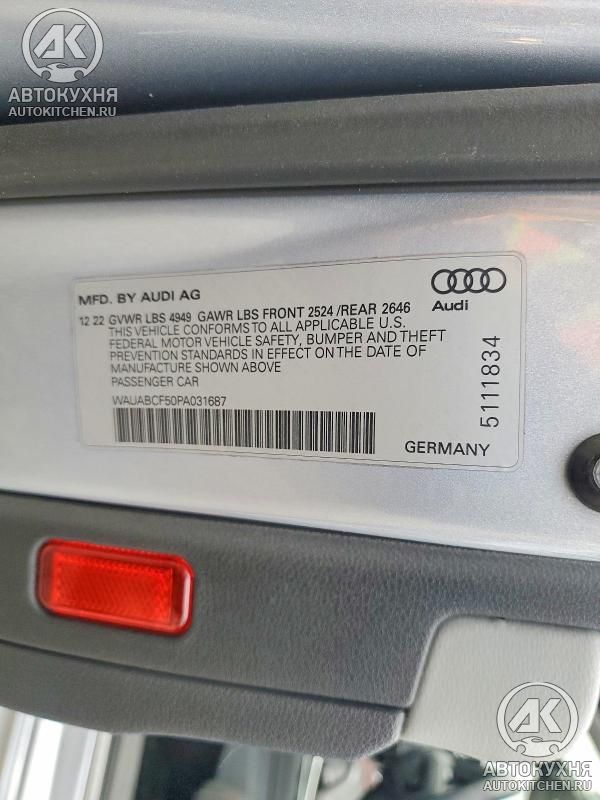 АК
АВТОКУХНЯ
AUTOKITCHEN.RU
MFD. BY AUDI AG
12 22 GVWR LBS 4949 GAWR LBS FRONT 2524 /REAR 2646
THIS VEHICLE CONFORMS TO ALL APPLICABLE U.S.
FEDERAL MOTOR VEHICLE SAFETY, BUMPER AND THEFT
PREVENTION STANDARDS IN EFFECT ON THE DATE OF
MANUFACTURE SHOWN ABOVE
PASSENGER CAR
WAUABCF50PA031687
Audi
5111834
GERMANY
АК
АВТОКУХНЯ
AUTOKITCHEN.RU